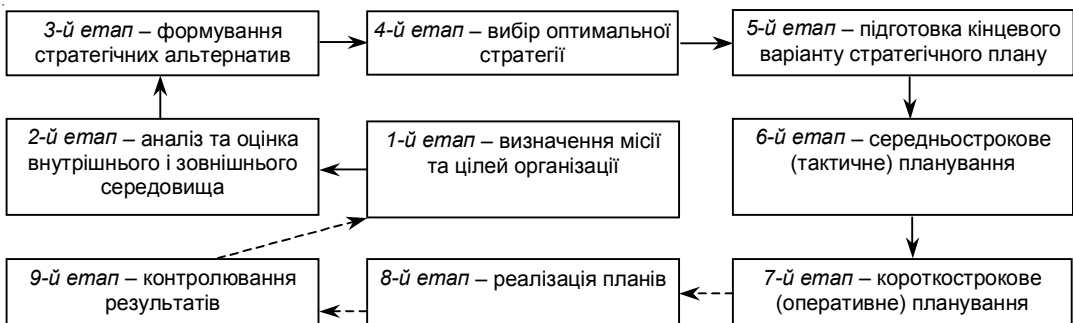 3-й етап – формування
стратегічних альтернатив
4-й етап – вибір оптимальної
стратегії
5-й етап – підготовка кінцевого
варіанту стратегічного плану
2-й етап – аналіз та оцінка
внутрішнього і зовнішнього
середовища
1-й етап – визначення місії
та цілей організації
6-й етап – середньострокове
(тактичне) планування
9-й етап – контролювання
результатів
8-й етап – реалізація планів
7-й етап – короткострокове
(оперативне) планування